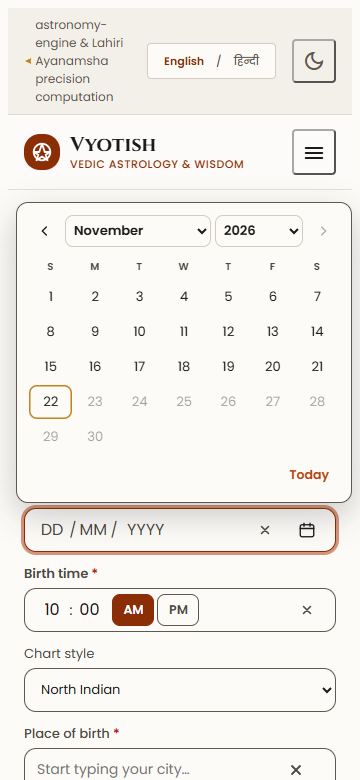 astronomy-
engine & Lahiri
Ayanamsha
precision
computation
English / हिन्दी
VYOTISH
VEDIC ASTROLOGY & WISDOM
November 2026
S M T W T F S
1 2 3 4 5 6 7
8 9 10 11 12 13 14
15 16 17 18 19 20 21
22 23 24 25 26 27 28
29 30
Today
DD / MM / YYYY
Birth time *
10 : 00 AM PM
Chart style
North Indian
Place of birth *
Start typing your city...